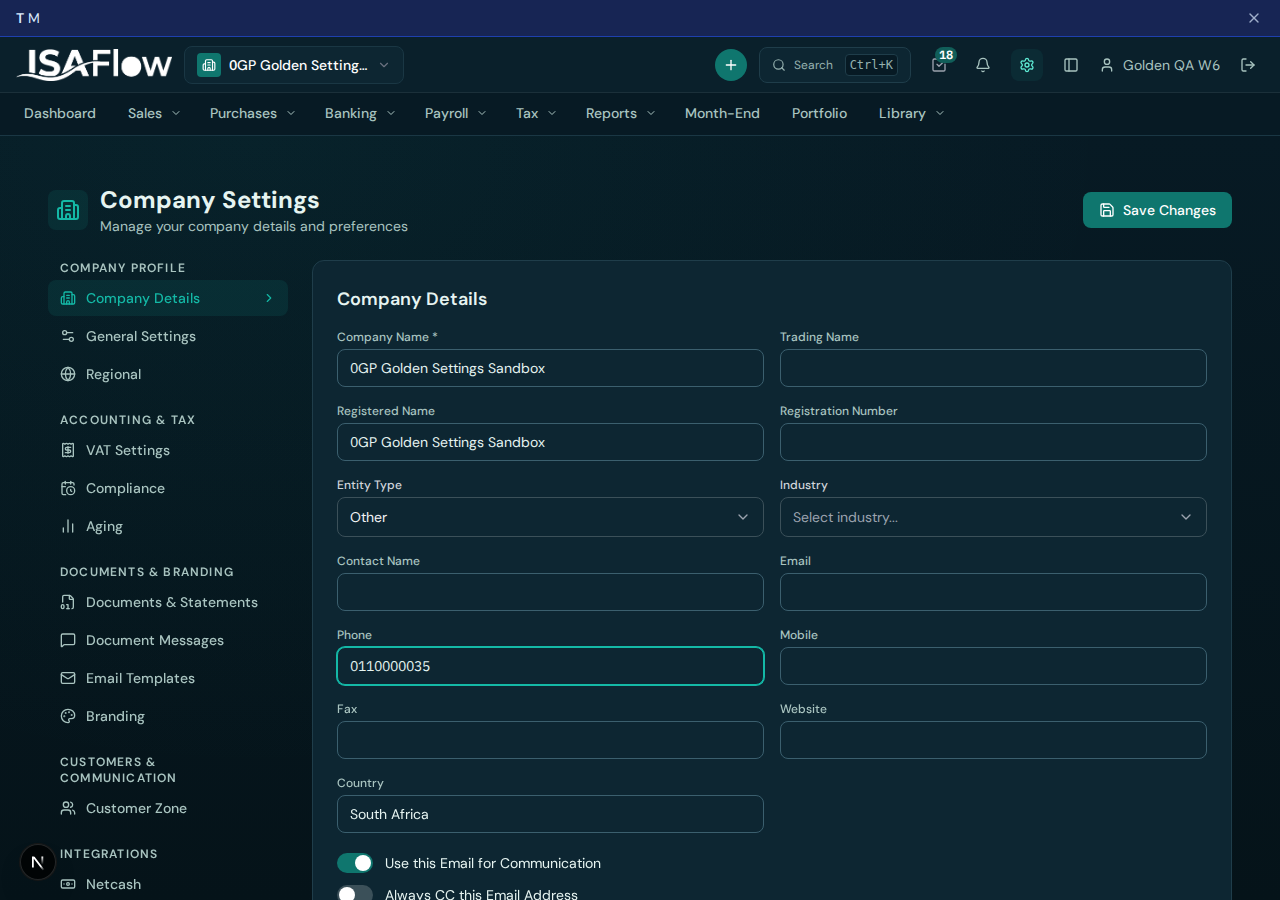 T M
ISAFlow
0GP Golden Setting...
Search Ctrl+K
18
Golden QA W6
Dashboard Sales Purchases Banking Payroll Tax Reports Month-End Portfolio Library
Company Settings
Manage your company details and preferences
Save Changes
COMPANY PROFILE
Company Details
General Settings
Regional
ACCOUNTING & TAX
VAT Settings
Compliance
Aging
DOCUMENTS & BRANDING
Documents & Statements
Document Messages
Email Templates
Branding
CUSTOMERS &
COMMUNICATION
Customer Zone
INTEGRATIONS
Netcash
N
Company Details
Company Name * Trading Name
0GP Golden Settings Sandbox
Registered Name Registration Number
0GP Golden Settings Sandbox
Entity Type Industry
Other Select industry...
Contact Name Email
Phone Mobile
0110000035
Fax Website
Country
South Africa
Use this Email for Communication
Always CC this Email Address